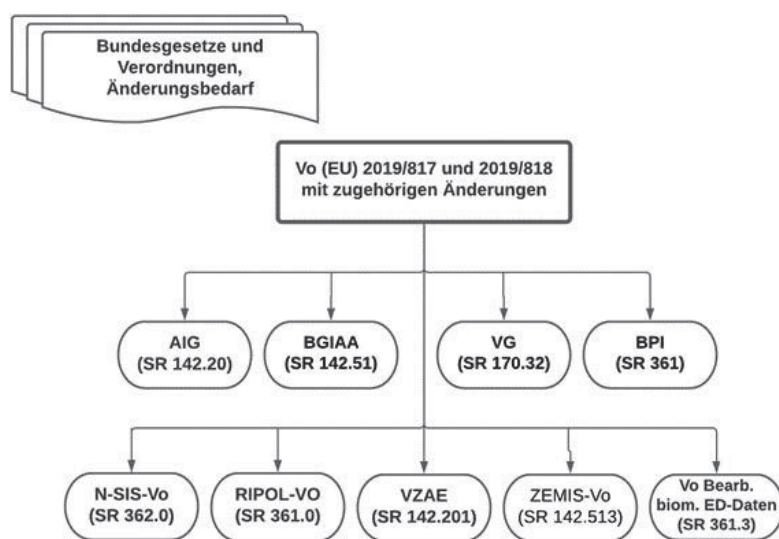 Bundesgesetze und
Verordnungen,
Änderungsbedarf
Vo (EU) 2019/817 und 2019/818
mit zugehörigen Änderungen
AIG
(SR 142.20)
BGIAA
(SR 142.51)
VG
(SR 170.32)
BPI
(SR 361)
N-SIS-Vo
(SR 362.0)
RIPOL-VO
(SR 361.0)
VZAE
(SR 142.201)
ZEMIS-Vo
(SR 142.513)
Vo Bearb.
biom. ED-Daten
(SR 361.3)